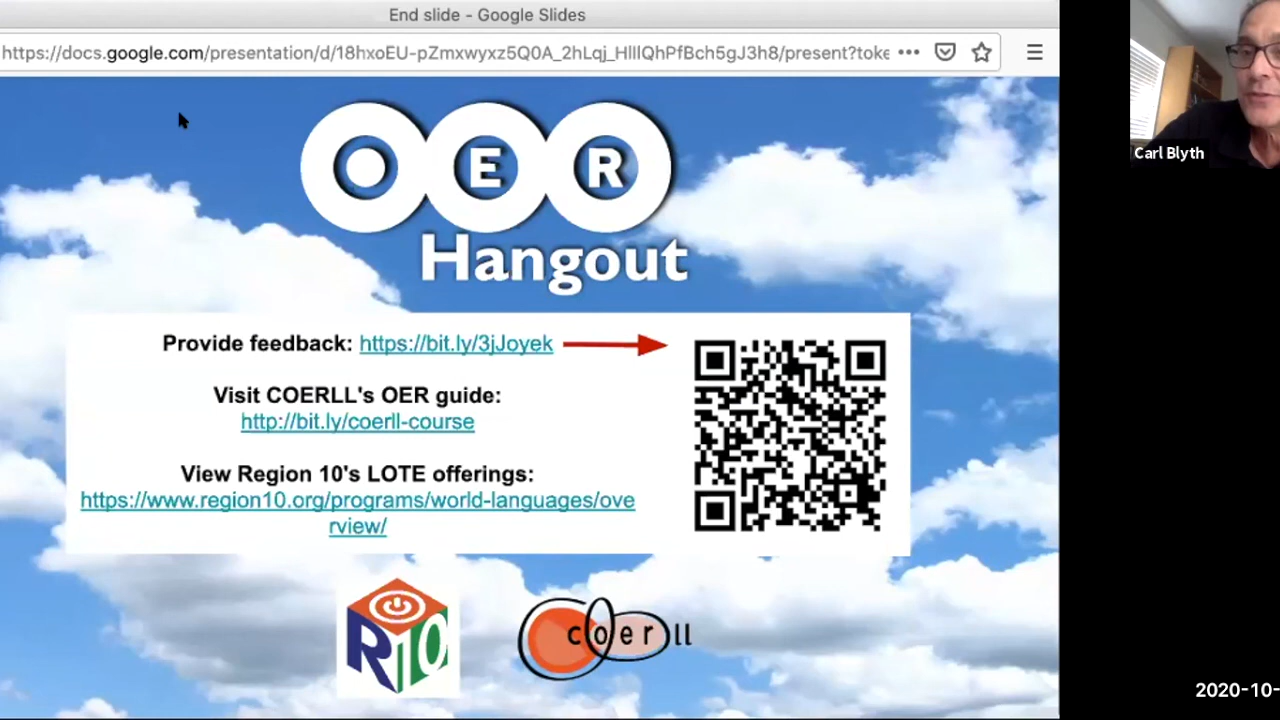 End slide - Google Slides
https://docs.google.com/presentation/d/18hxoEU-pZmxwyxz5Q0A_2hLqj_HlllQhPfBch5gJ3h8/present?toke
Carl Blyth
OER
Hangout
Provide feedback: https://bit.ly/3jJoyek
Visit COERLL's OER guide:
http://bit.ly/coerll-course
View Region 10's LOTE offerings:
https://www.region10.org/programs/world-languages/ove
rview/
R10
coerll
2020-10-